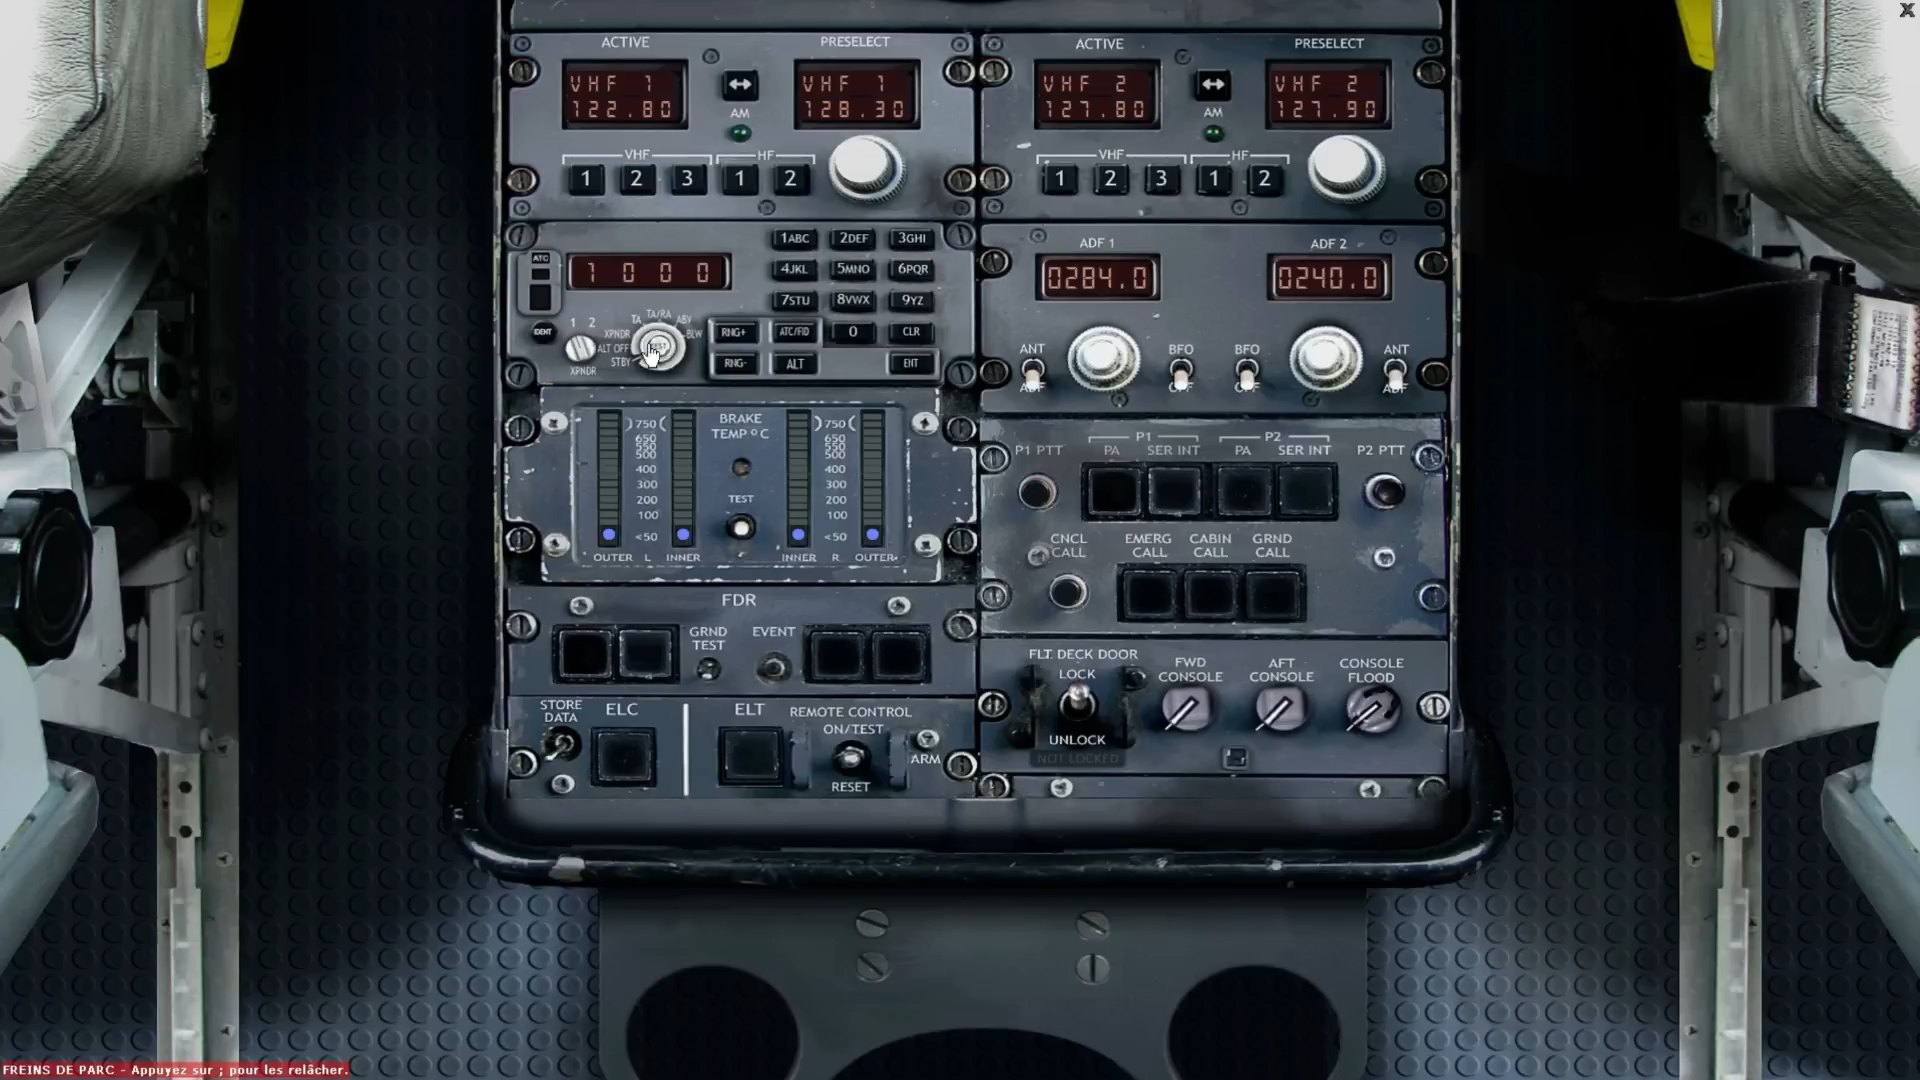 X
ACTIVE PRESELECT ACTIVE PRESELECT
VHF 1 VHF 1 VHF 2 VHF 2
122.80 128.30 127.80 127.90
AM AM
VHF HF VHF HF
1 2 3 1 2 1 2 3 1 2
ATC
1 0 0 0
1ABC 2DEF 3GHI
4JKL 5MNO 6PQR
7STU 8VWX 9YZ
RNG+ ATC/FID 0 CLR
RNG- ALT ENT
IDENT
1 2
XPNDR
TA TA/RA ABV
XPNDR BLW
ALT OFF
STBY
ADF 1 ADF 2
0284.0 0240.0
ANT BFO BFO ANT
ADF OFF OFF ADF
BRAKE
TEMP °C
750 750
650 650
550 550
500 500
400 400
300 300
200 TEST 200
100 100
<50 <50
OUTER L INNER INNER R OUTER
P1 P2
P1 PTT PA SER INT PA SER INT P2 PTT
CNCL CALL
EMERG CALL
CABIN CALL
GRND CALL
FDR
GRND TEST
EVENT
FLT DECK DOOR
LOCK
UNLOCK
NOT LOCKED
FWD CONSOLE
AFT CONSOLE
CONSOLE FLOOD
STORE DATA
ELC
ELT
REMOTE CONTROL
ON/TEST
ARM
RESET
FREINS DE PARC - Appuyez sur ; pour les relâcher.